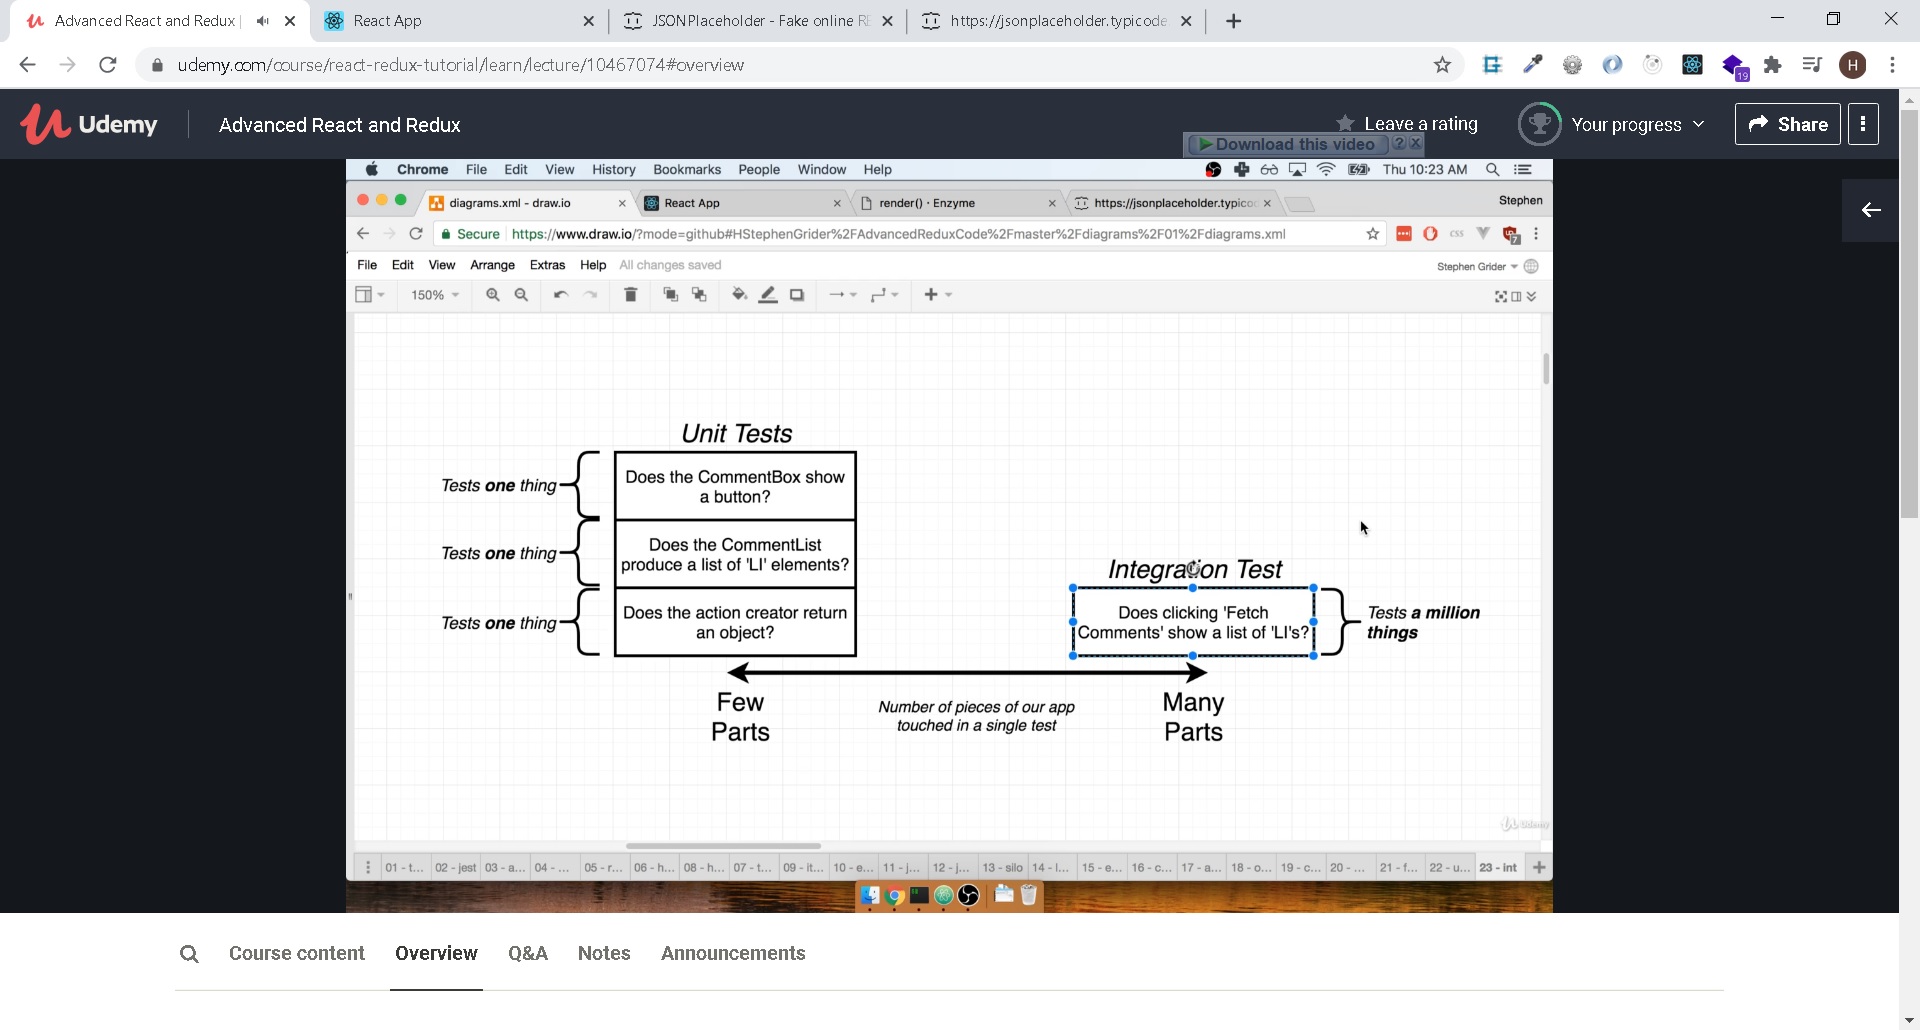 Advanced React and Redux
React App
JSONPlaceholder - Fake online RE
https://jsonplaceholder.typicode
udemy.com/course/react-redux-tutorial/learn/lecture/10467074#overview
19
H
Udemy
Advanced React and Redux
Leave a rating
Your progress
Share
Download this video
?
Chrome File Edit View History Bookmarks People Window Help
Thu 10:23 AM
diagrams.xml - draw.io
React App
render() · Enzyme
https://jsonplaceholder.typicoc
Stephen
Secure
https://www.draw.io/?mode=github#HStephenGrider%2FAdvancedReduxCode%2Fmaster%2Fdiagrams%2F01%2Fdiagrams.xml
css
7
File Edit View Arrange Extras Help All changes saved
Stephen Grider
150%
Unit Tests
Tests one thing
Does the CommentBox show
a button?
Tests one thing
Does the CommentList
produce a list of 'LI' elements?
Tests one thing
Does the action creator return
an object?
Integration Test
Does clicking 'Fetch
Comments' show a list of 'LI's?
Tests a million
things
Few
Parts
Number of pieces of our app
touched in a single test
Many
Parts
Udemy
01 - t... 02 - jest 03 - a... 04 - ... 05 - r... 06 - h... 08 - h... 07 - t... 09 - it... 10 - e... 11 - j... 12 - j... 13 - silo 14 - l... 15 - e... 16 - c... 17 - a... 18 - o... 19 - c... 20 - ... 21 - f... 22 - u... 23 - int
Course content Overview Q&A Notes Announcements